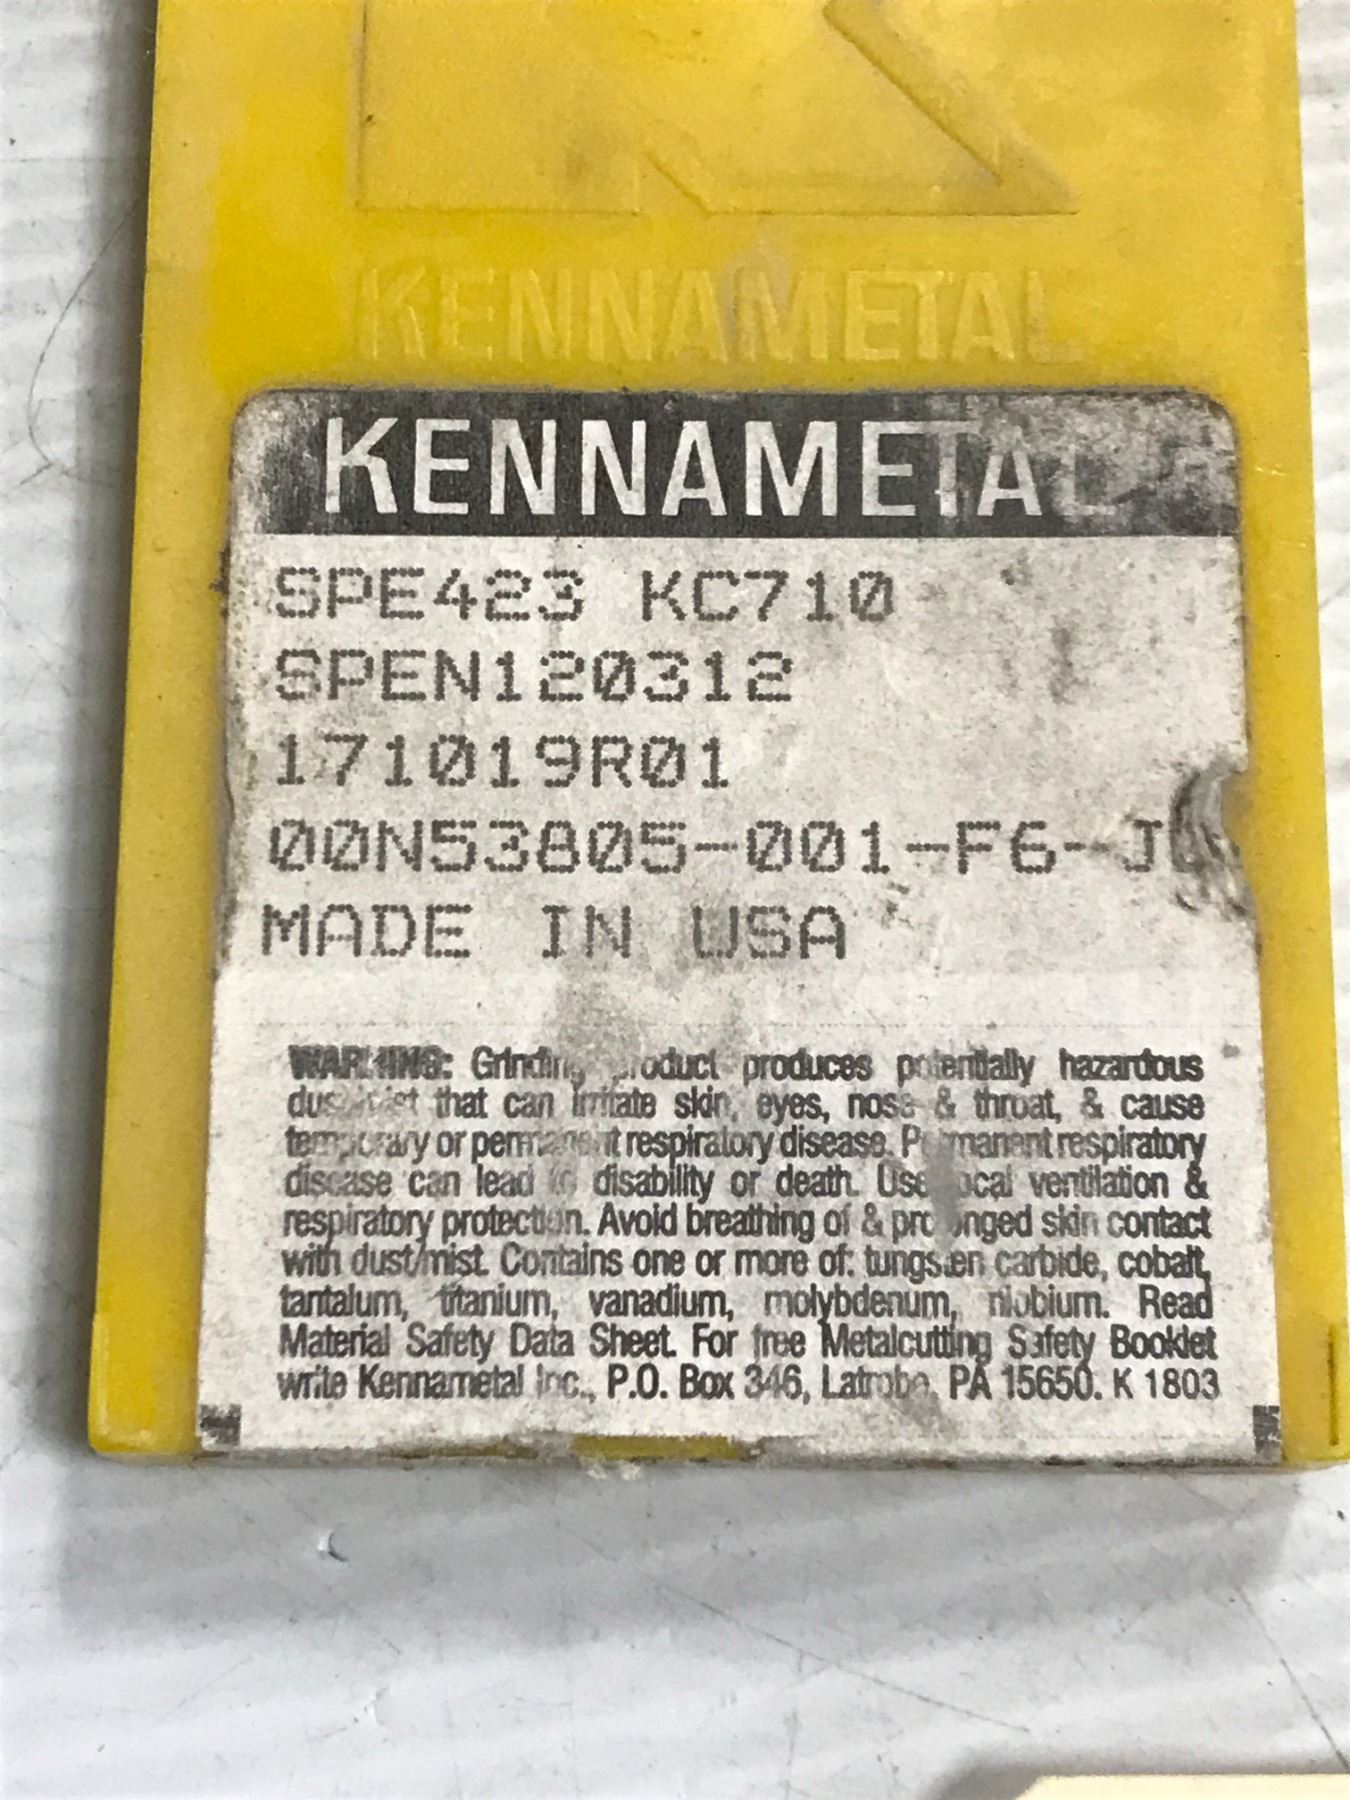 KENNAMETAL
KENNAMETAL
SPE423 KC710
SPEN120312
171019R01
00N53805-001-F6-
MADE IN USA
WARNING: Grinding product produces potentially hazardous
that can irritate skin, eyes, nose & throat, & cause
temporary or permanent respiratory disease. Permanent respiratory
disease can lead to disability or death. Use local ventilation &
respiratory protection. Avoid breathing of & prolonged skin contact
with dust/mist. Contains one or more of: tungsten carbide, cobalt,
tantalum, titanium, vanadium, molybdenum, niobium. Read
Material Safety Data Sheet. For free Metalcutting Safety Booklet
write Kennametal Inc., P.O. Box 346, Latrobe, PA 15650. K 1803